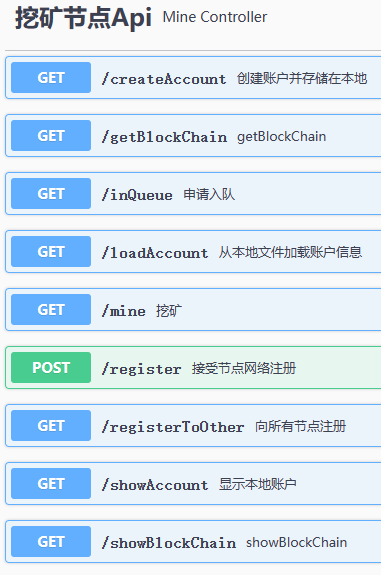 挖矿节点Api Mine Controller
GET /createAccount 创建账户并存储在本地
GET /getBlockChain getBlockChain
GET /inQueue 申请入队
GET /loadAccount 从本地文件加载账户信息
GET /mine 挖矿
POST /register 接受节点网络注册
GET /registerToOther 向所有节点注册
GET /showAccount 显示本地账户
GET /showBlockChain showBlockChain